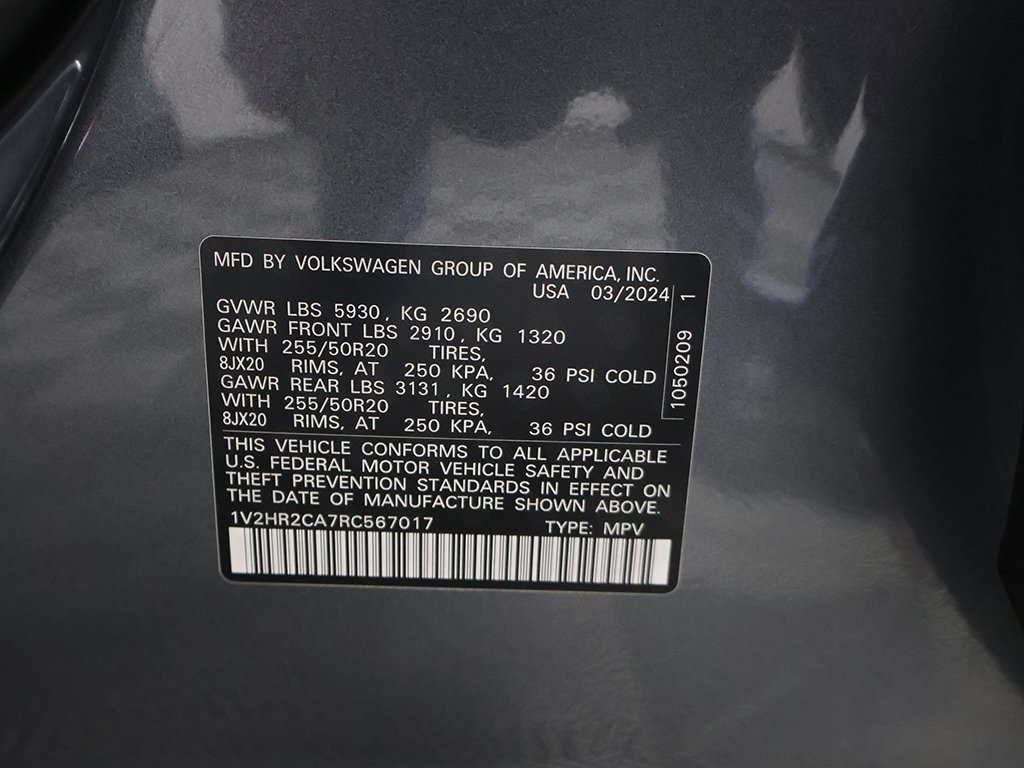 MFD BY VOLKSWAGEN GROUP OF AMERICA, INC.
USA 03/2024
GVWR LBS 5930, KG 2690
GAWR FRONT LBS 2910, KG 1320
WITH 255/50R20 TIRES,
8JX20 RIMS, AT 250 KPA, 36 PSI COLD
GAWR REAR LBS 3131, KG 1420
WITH 255/50R20 TIRES,
8JX20 RIMS, AT 250 KPA, 36 PSI COLD
1050209 1
THIS VEHICLE CONFORMS TO ALL APPLICABLE
U.S. FEDERAL MOTOR VEHICLE SAFETY AND
THEFT PREVENTION STANDARDS IN EFFECT ON
THE DATE OF MANUFACTURE SHOWN ABOVE.
1V2HR2CA7RC567017 TYPE: MPV